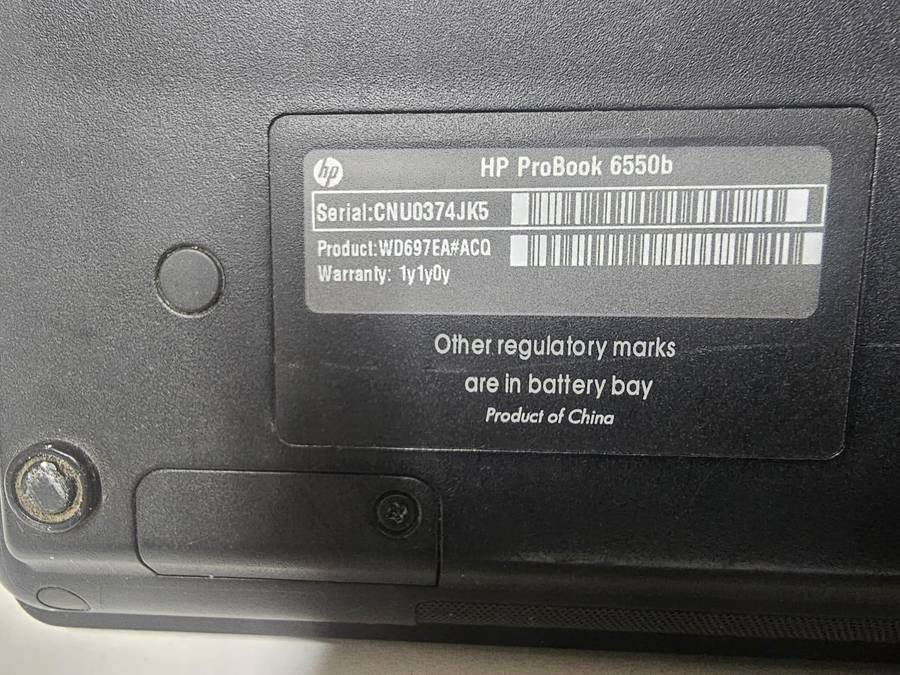 hp
HP ProBook 6550b
Serial:CNU0374JK5
Product:WD697EA#ACQ
Warranty: 1y1y0y
Other regulatory marks
are in battery bay
Product of China